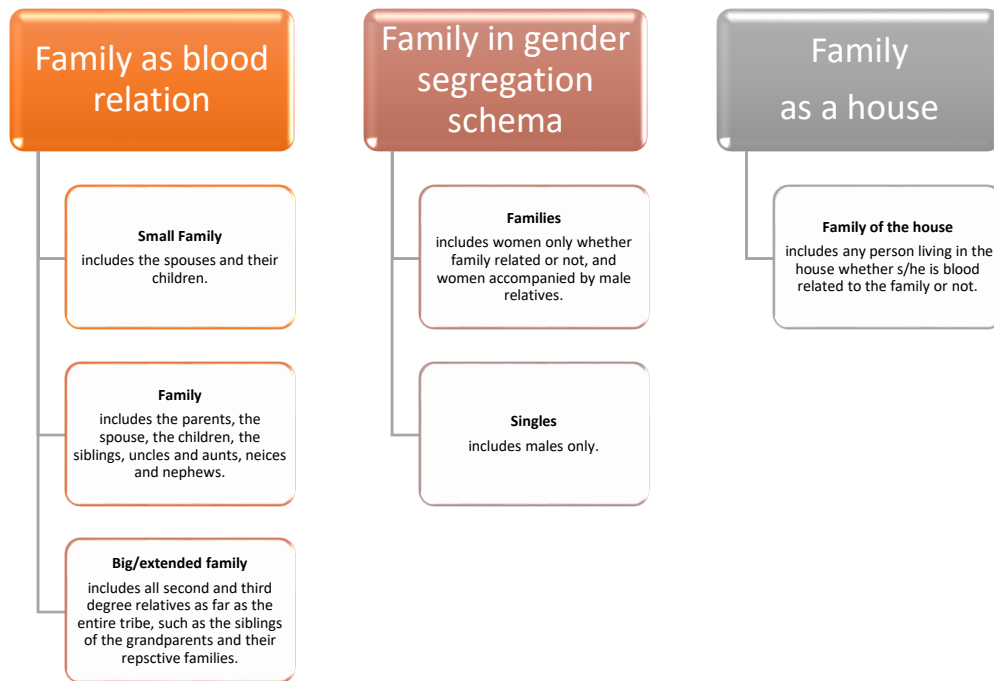 Family as blood
relation
Small Family
includes the spouses and their
children.
Family
includes the parents, the
spouse, the children, the
siblings, uncles and aunts, neices
and nephews.
Big/extended family
includes all second and third
degree relatives as far as the
entire tribe, such as the siblings
of the grandparents and their
repsctive families.
Family in gender
segregation
schema
Families
includes women only whether
family related or not, and
women accompanied by male
relatives.
Singles
includes males only.
Family
as a house
Family of the house
includes any person living in the
house whether s/he is blood
related to the family or not.